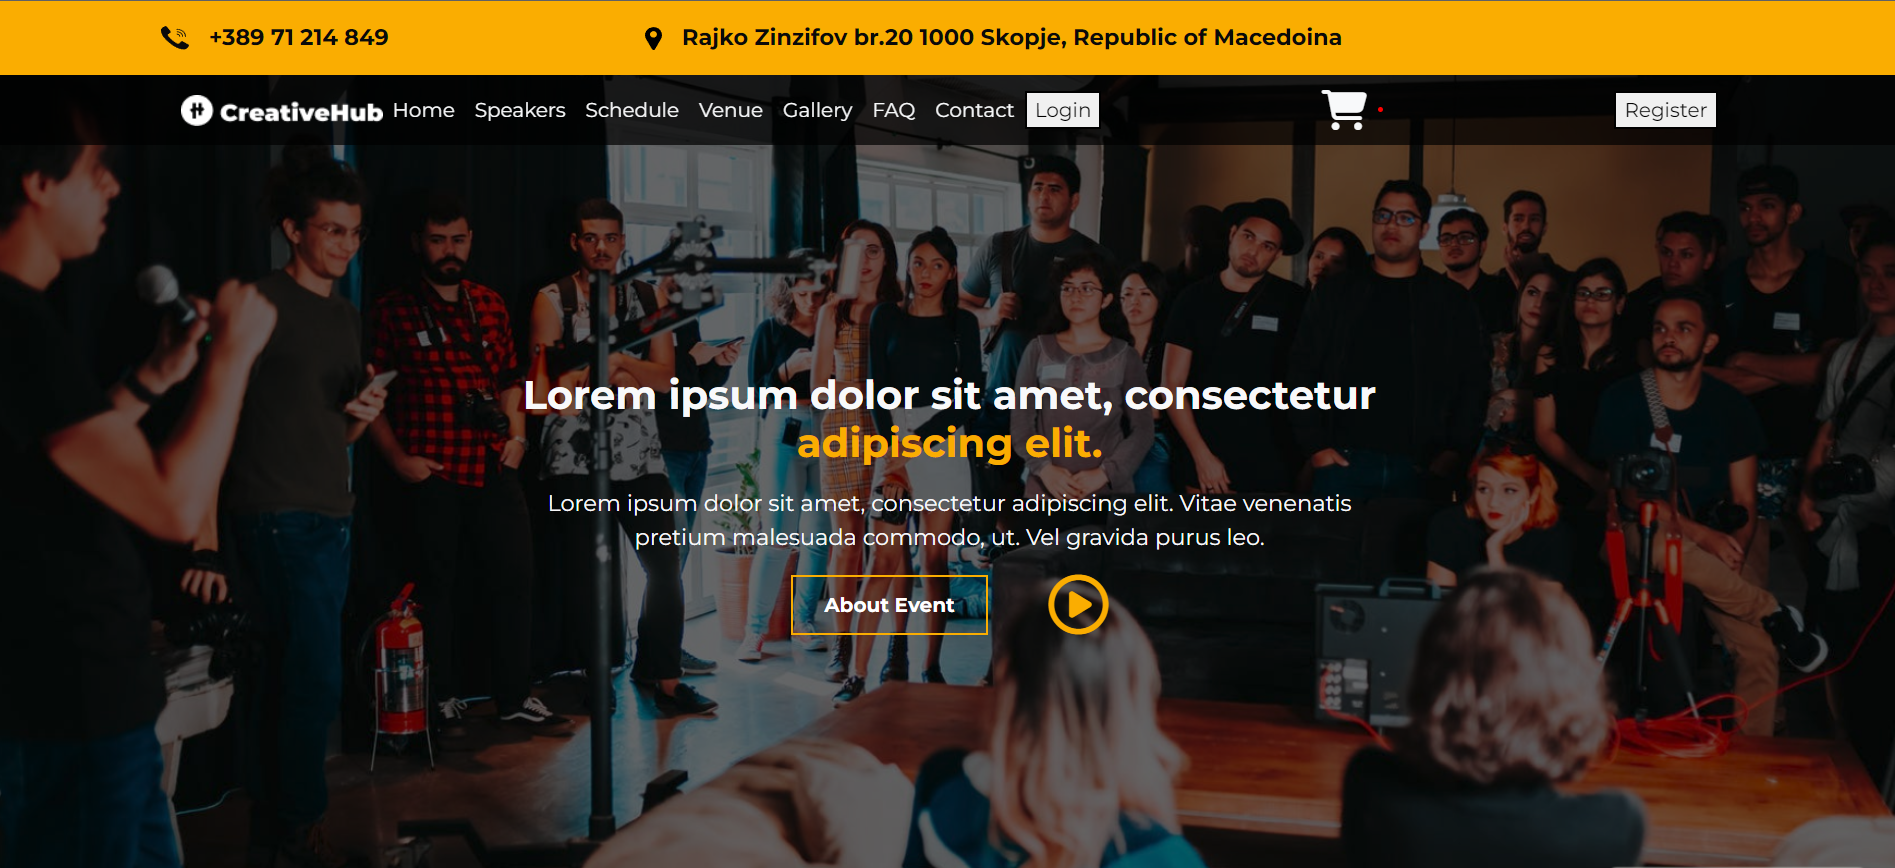 +389 71 214 849
Rajko Zinzifov br.20 1000 Skopje, Republic of Macedoina
CreativeHub Home Speakers Schedule Venue Gallery FAQ Contact Login Register
Lorem ipsum dolor sit amet, consectetur
adipiscing elit.
Lorem ipsum dolor sit amet, consectetur adipiscing elit. Vitae venenatis
pretium malesuada commodo, ut. Vel gravida purus leo.
About Event